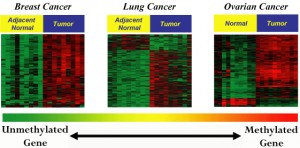 Breast Cancer Lung Cancer Ovarian Cancer
Adjacent Normal Tumor Adjacent Normal Tumor Normal Tumor
Unmethylated Gene
Methylated Gene